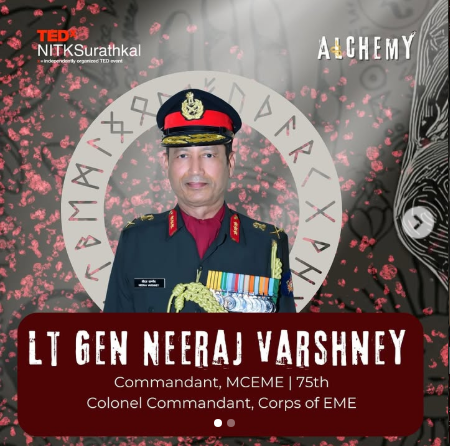 TEDx
NITKSurathkal
x=independently organized TED event
ALCHEMY
LT GEN NEERAJ VARSHNEY
Commandant, MCEME | 75th
Colonel Commandant, Corps of EME